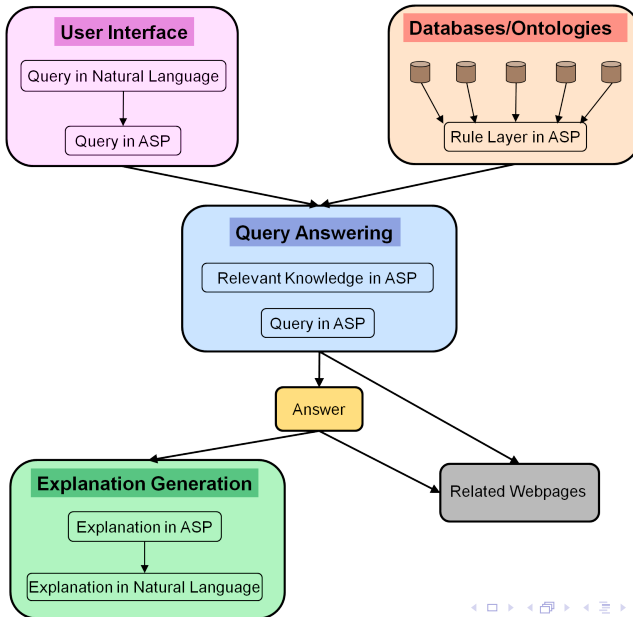 User Interface
Query in Natural Language
Query in ASP
Databases/Ontologies
Rule Layer in ASP
Query Answering
Relevant Knowledge in ASP
Query in ASP
Answer
Related Webpages
Explanation Generation
Explanation in ASP
Explanation in Natural Language